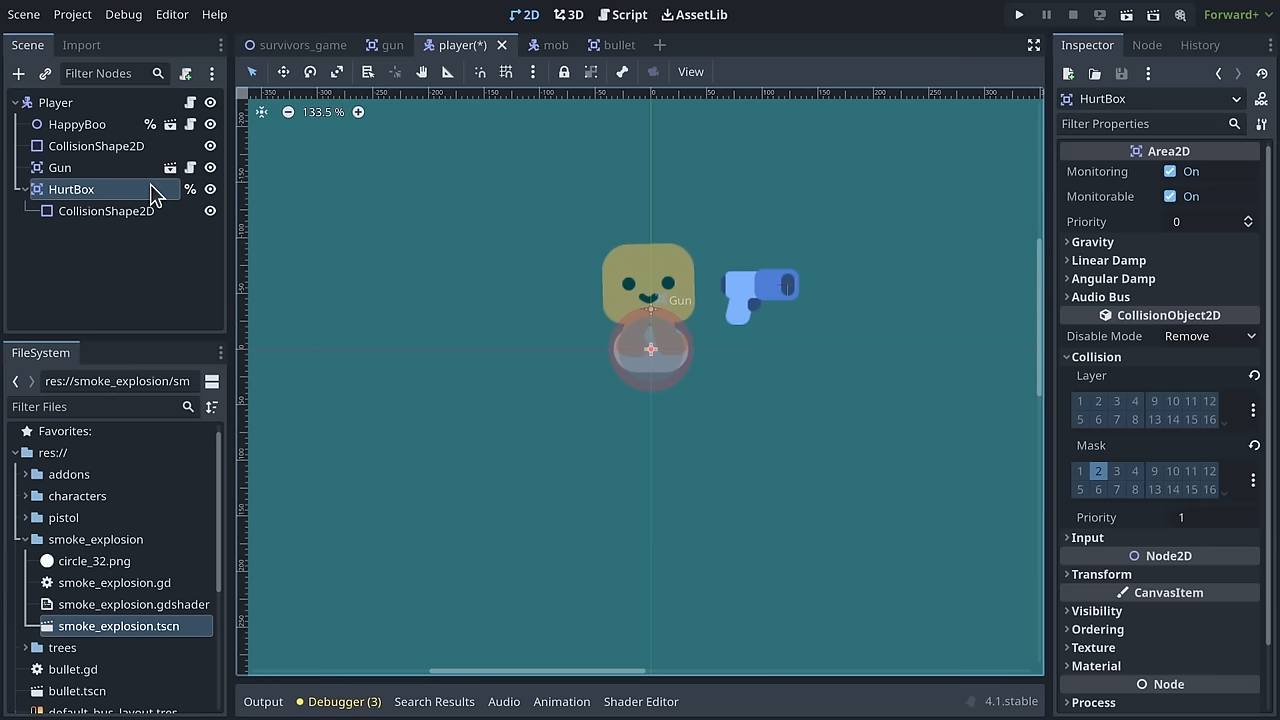 Scene Project Debug Editor Help
2D 3D Script AssetLib
Forward+
Scene Import
survivors_game gun player(*) mob bullet
Inspector Node History
Filter Nodes
View
HurtBox
Filter Properties
133.5 %
Player
HappyBoo %
CollisionShape2D
Gun
HurtBox %
CollisionShape2D
Gun
Area2D
Monitoring On
Monitorable On
Priority 0
Gravity
Linear Damp
Angular Damp
Audio Bus
CollisionObject2D
Disable Mode Remove
Collision
Layer
1 2 3 4 9 10 11 12
5 6 7 8 13 14 15 16
Mask
1 2 3 4 9 10 11 12
5 6 7 8 13 14 15 16
Priority 1
Input
Node2D
Transform
CanvasItem
Visibility
Ordering
Texture
Material
Node
Process
FileSystem
res://smoke_explosion/sm
Filter Files
Favorites:
res://
addons
characters
pistol
smoke_explosion
circle_32.png
smoke_explosion.gd
smoke_explosion.gdshader
smoke_explosion.tscn
trees
bullet.gd
bullet.tscn
default_bus_layout.tres
Output Debugger (3) Search Results Audio Animation Shader Editor
4.1.stable